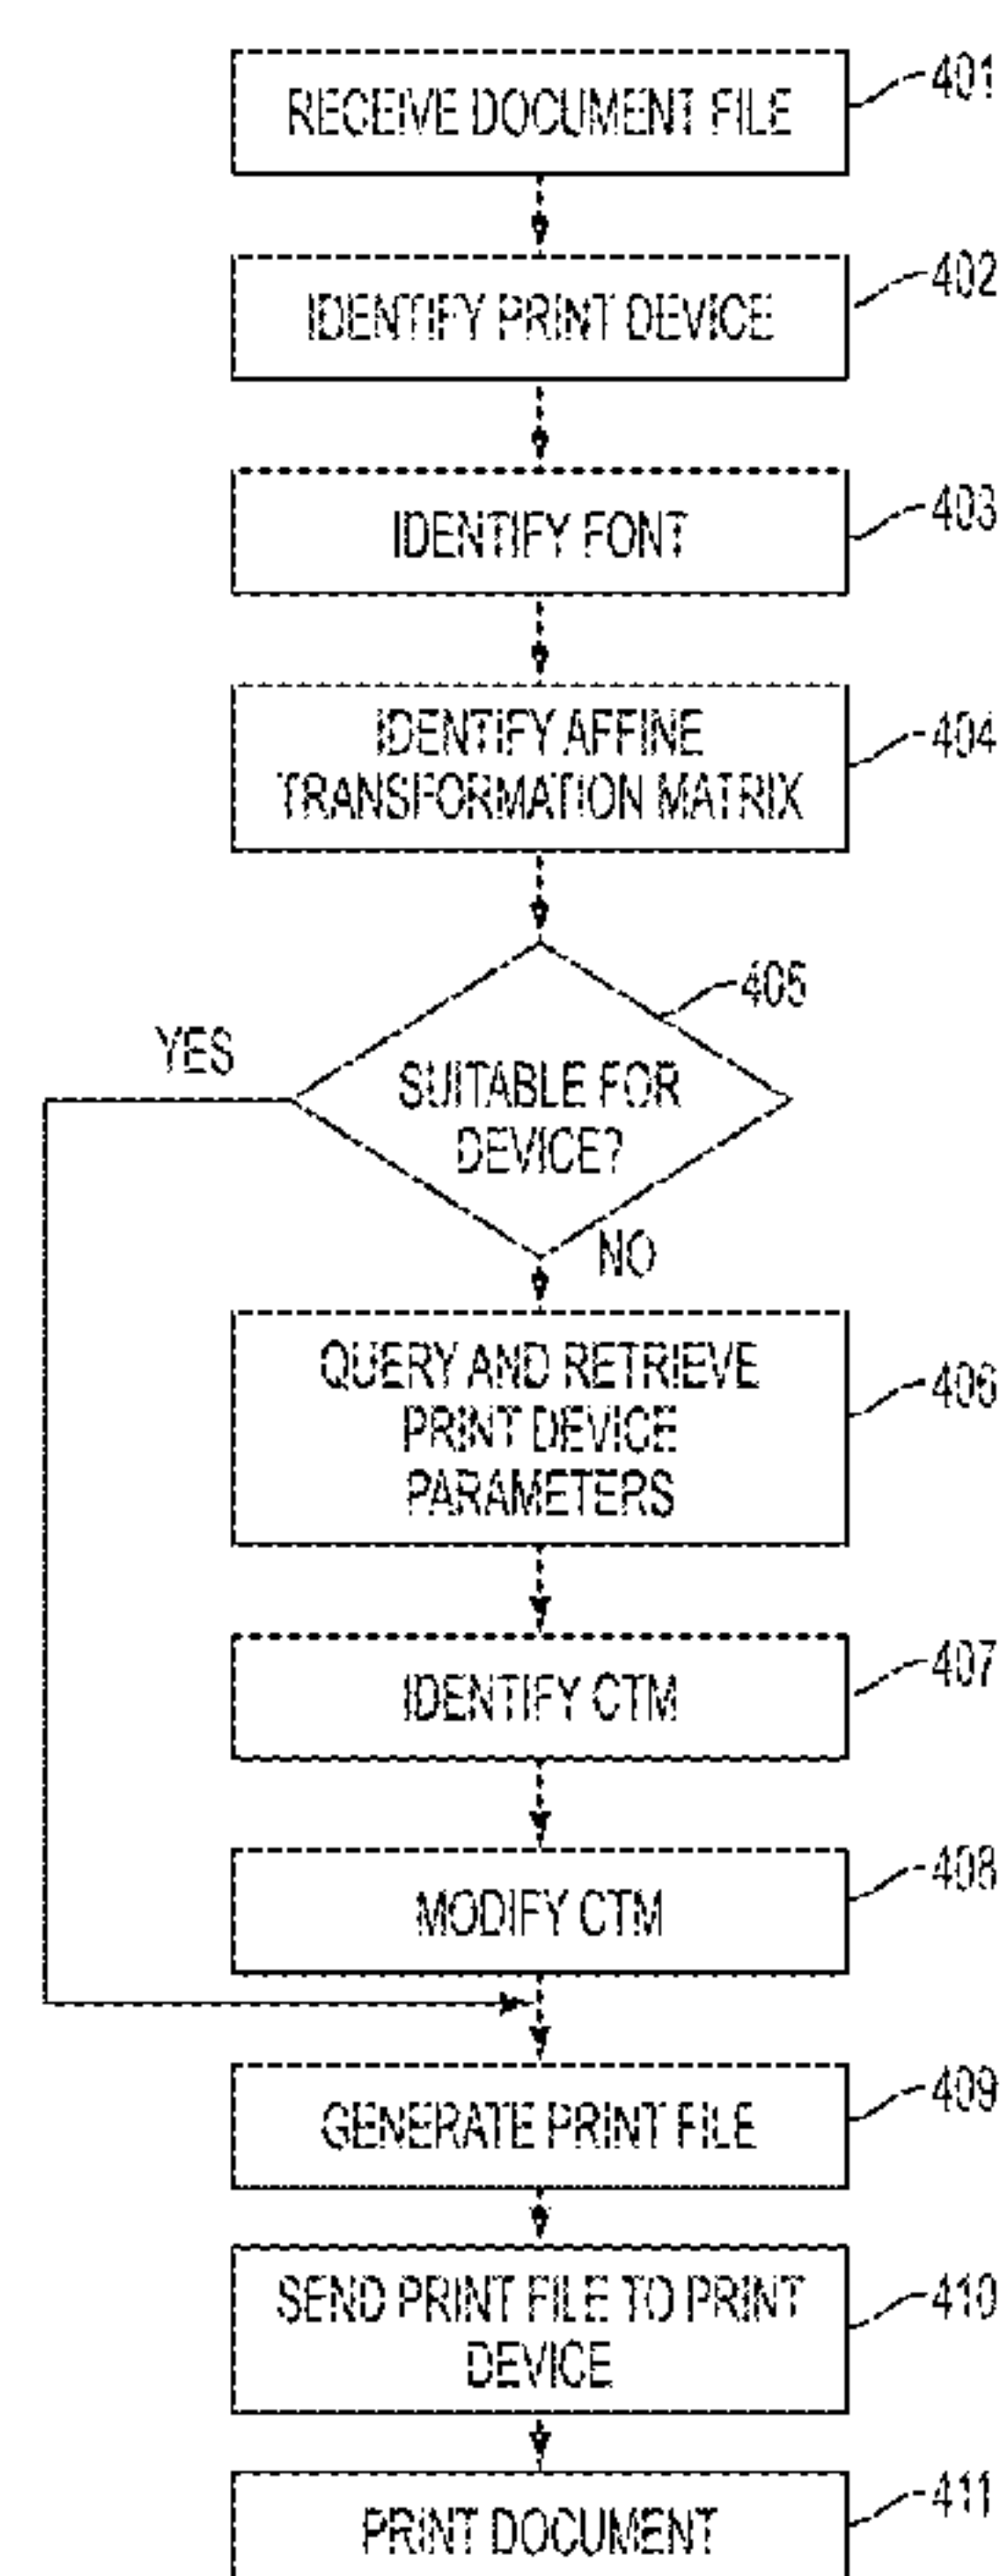 RECEIVE DOCUMENT FILE
401
IDENTIFY PRINT DEVICE
402
IDENTIFY FONT
403
IDENTIFY AFFINE
TRANSFORMATION MATRIX
404
405
YES
SUITABLE FOR
DEVICE?
NO
QUERY AND RETRIEVE
PRINT DEVICE
PARAMETERS
406
IDENTIFY CTM
407
MODIFY CTM
408
GENERATE PRINT FILE
409
SEND PRINT FILE TO PRINT
DEVICE
410
PRINT DOCUMENT
411